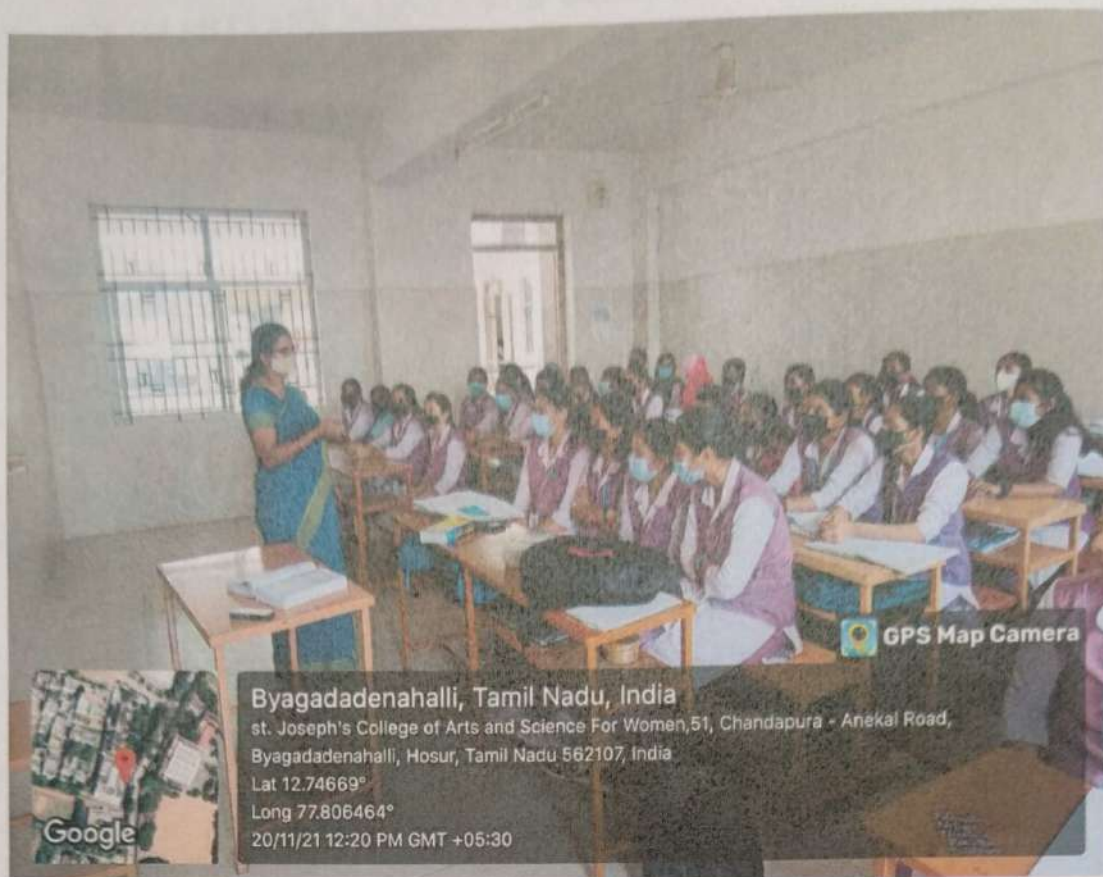 GPS Map Camera
Byagadadenahalli, Tamil Nadu, India
st. Joseph's College of Arts and Science For Women,51, Chandapura - Anekal Road,
Byagadadenahalli, Hosur, Tamil Nadu 562107, India
Lat 12.74669°
Long 77.806464°
20/11/21 12:20 PM GMT +05:30
Google